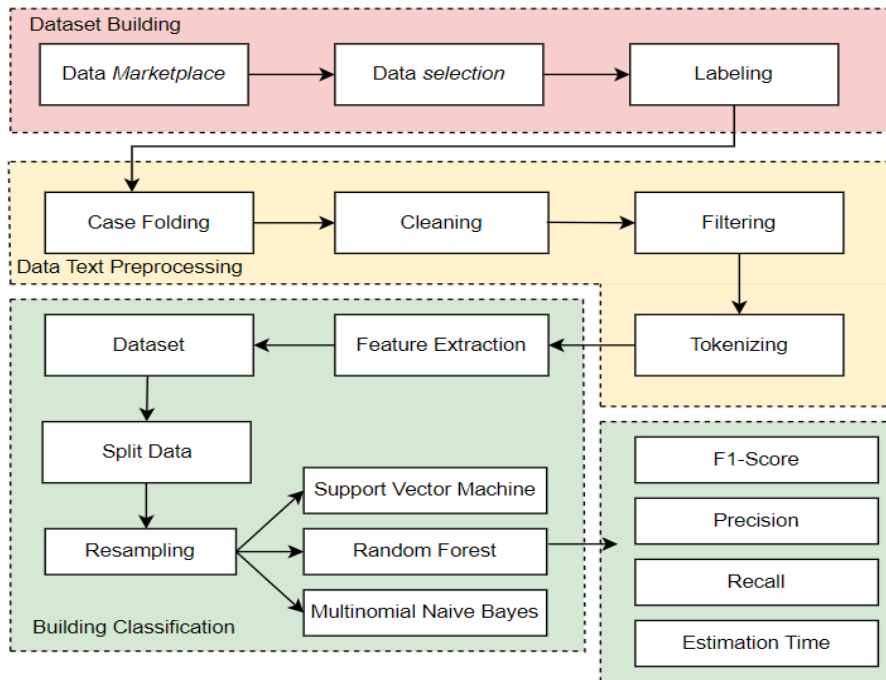 Dataset Building
Data Marketplace
Data selection
Labeling
Case Folding
Cleaning
Filtering
Data Text Preprocessing
Tokenizing
Feature Extraction
Dataset
Split Data
Resampling
Support Vector Machine
Random Forest
Multinomial Naive Bayes
Building Classification
F1-Score
Precision
Recall
Estimation Time